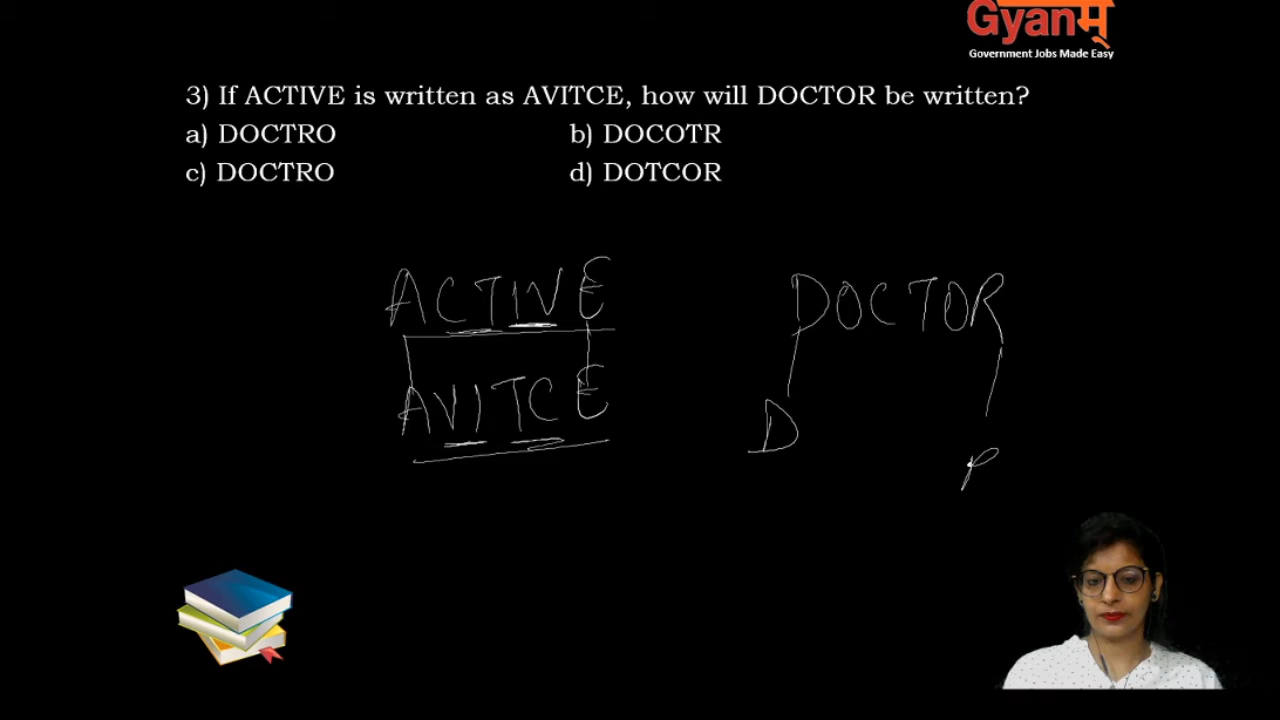 Gyanम्
Government Jobs Made Easy
3) If ACTIVE is written as AVITCE, how will DOCTOR be written?
a) DOCTRO b) DOCOTR
c) DOCTRO d) DOTCOR
ACTIVE DOCTOR
AVITCE D R